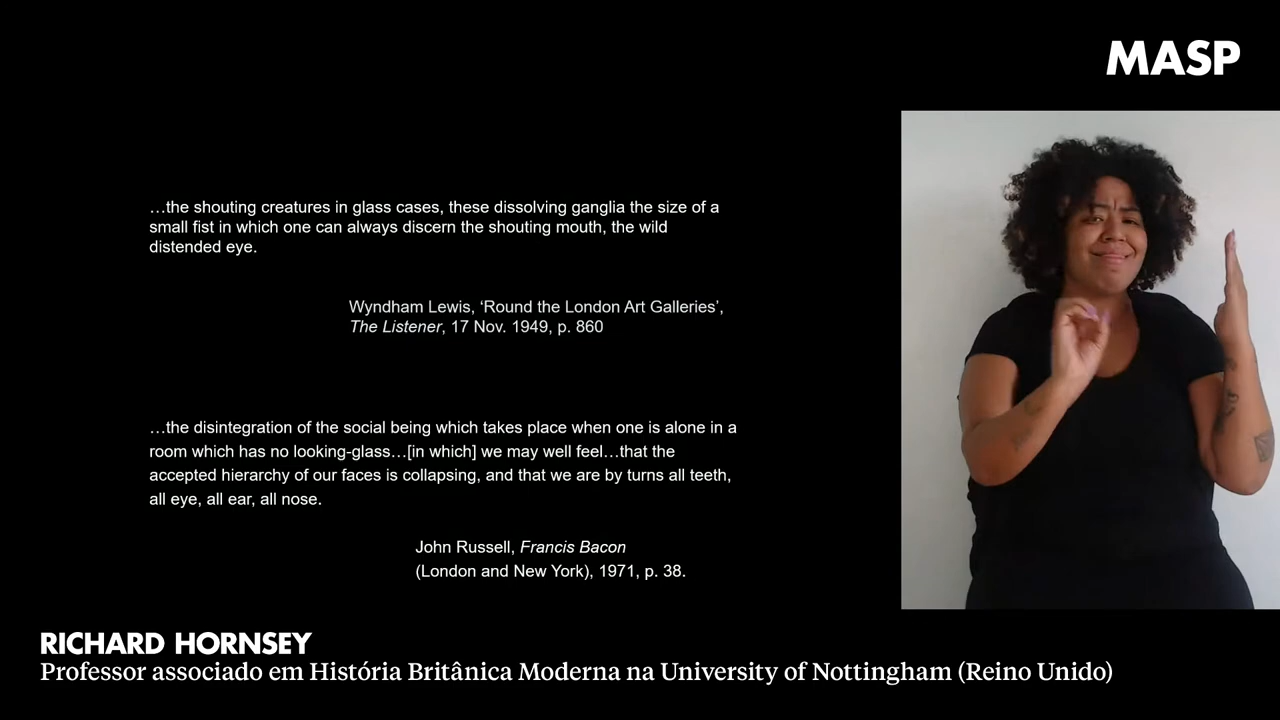 MASP
…the shouting creatures in glass cases, these dissolving ganglia the size of a
small fist in which one can always discern the shouting mouth, the wild
distended eye.
Wyndham Lewis, ‘Round the London Art Galleries’,
The Listener, 17 Nov. 1949, p. 860
…the disintegration of the social being which takes place when one is alone in a
room which has no looking-glass…[in which] we may well feel…that the
accepted hierarchy of our faces is collapsing, and that we are by turns all teeth,
all eye, all ear, all nose.
John Russell, Francis Bacon
(London and New York), 1971, p. 38.
RICHARD HORNSEY
Professor associado em História Britânica Moderna na University of Nottingham (Reino Unido)